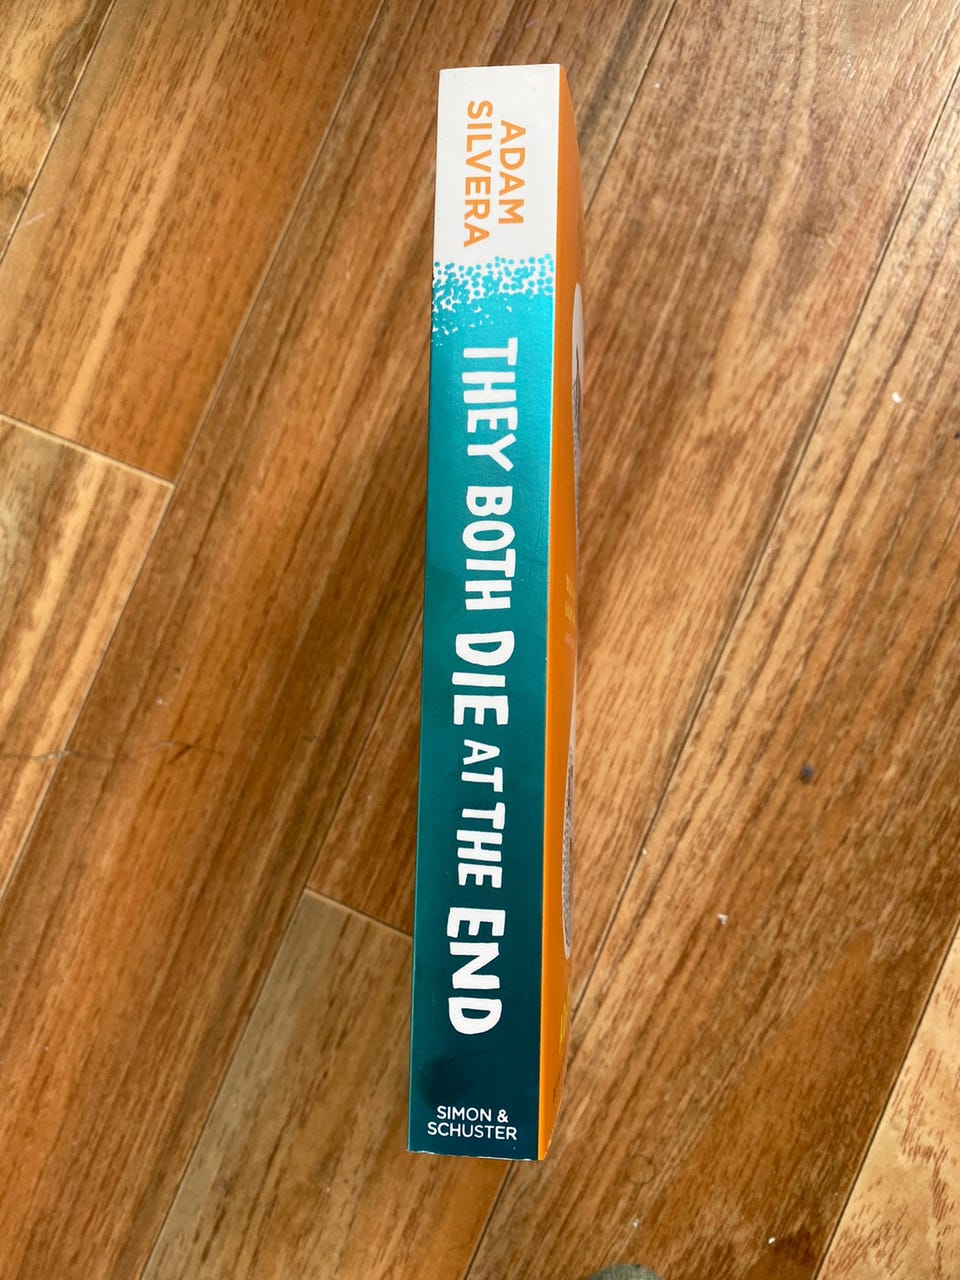 ADAM
SILVERA
THEY BOTH DIE AT THE END
SIMON &
SCHUSTER